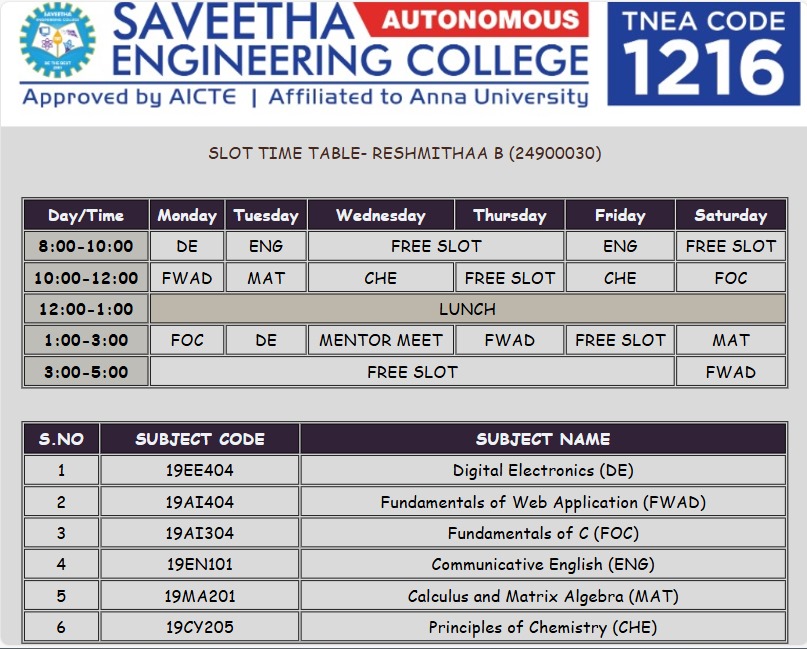 SAVEETHA AUTONOMOUS
ENGINEERING COLLEGE
Approved by AICTE | Affiliated to Anna University
TNEA CODE
1216
SLOT TIME TABLE- RESHMITHAA B (24900030)
Day/Time Monday Tuesday Wednesday Thursday Friday Saturday
8:00-10:00 DE ENG FREE SLOT ENG FREE SLOT
10:00-12:00 FWAD MAT CHE FREE SLOT CHE FOC
12:00-1:00 LUNCH
1:00-3:00 FOC DE MENTOR MEET FWAD FREE SLOT MAT
3:00-5:00 FREE SLOT FWAD
S.NO SUBJECT CODE SUBJECT NAME
1 19EE404 Digital Electronics (DE)
2 19AI404 Fundamentals of Web Application (FWAD)
3 19AI304 Fundamentals of C (FOC)
4 19EN101 Communicative English (ENG)
5 19MA201 Calculus and Matrix Algebra (MAT)
6 19CY205 Principles of Chemistry (CHE)